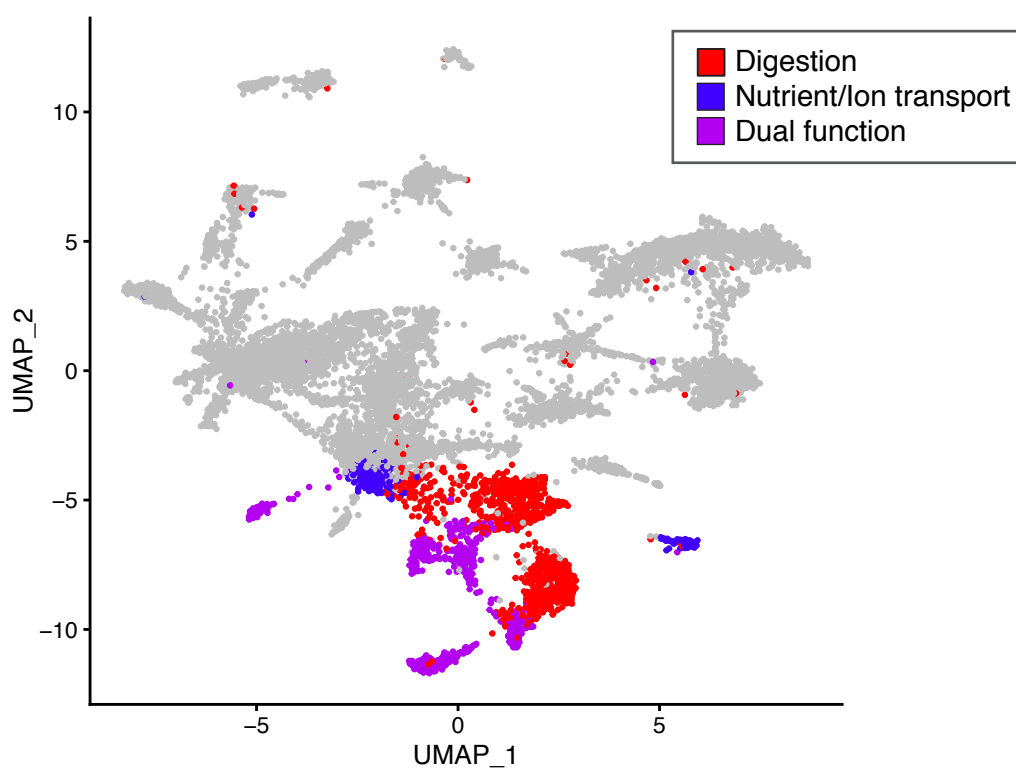 Digestion
Nutrient/Ion transport
Dual function
10
5
0
−5
−10
UMAP_2
−5
0
5
UMAP_1